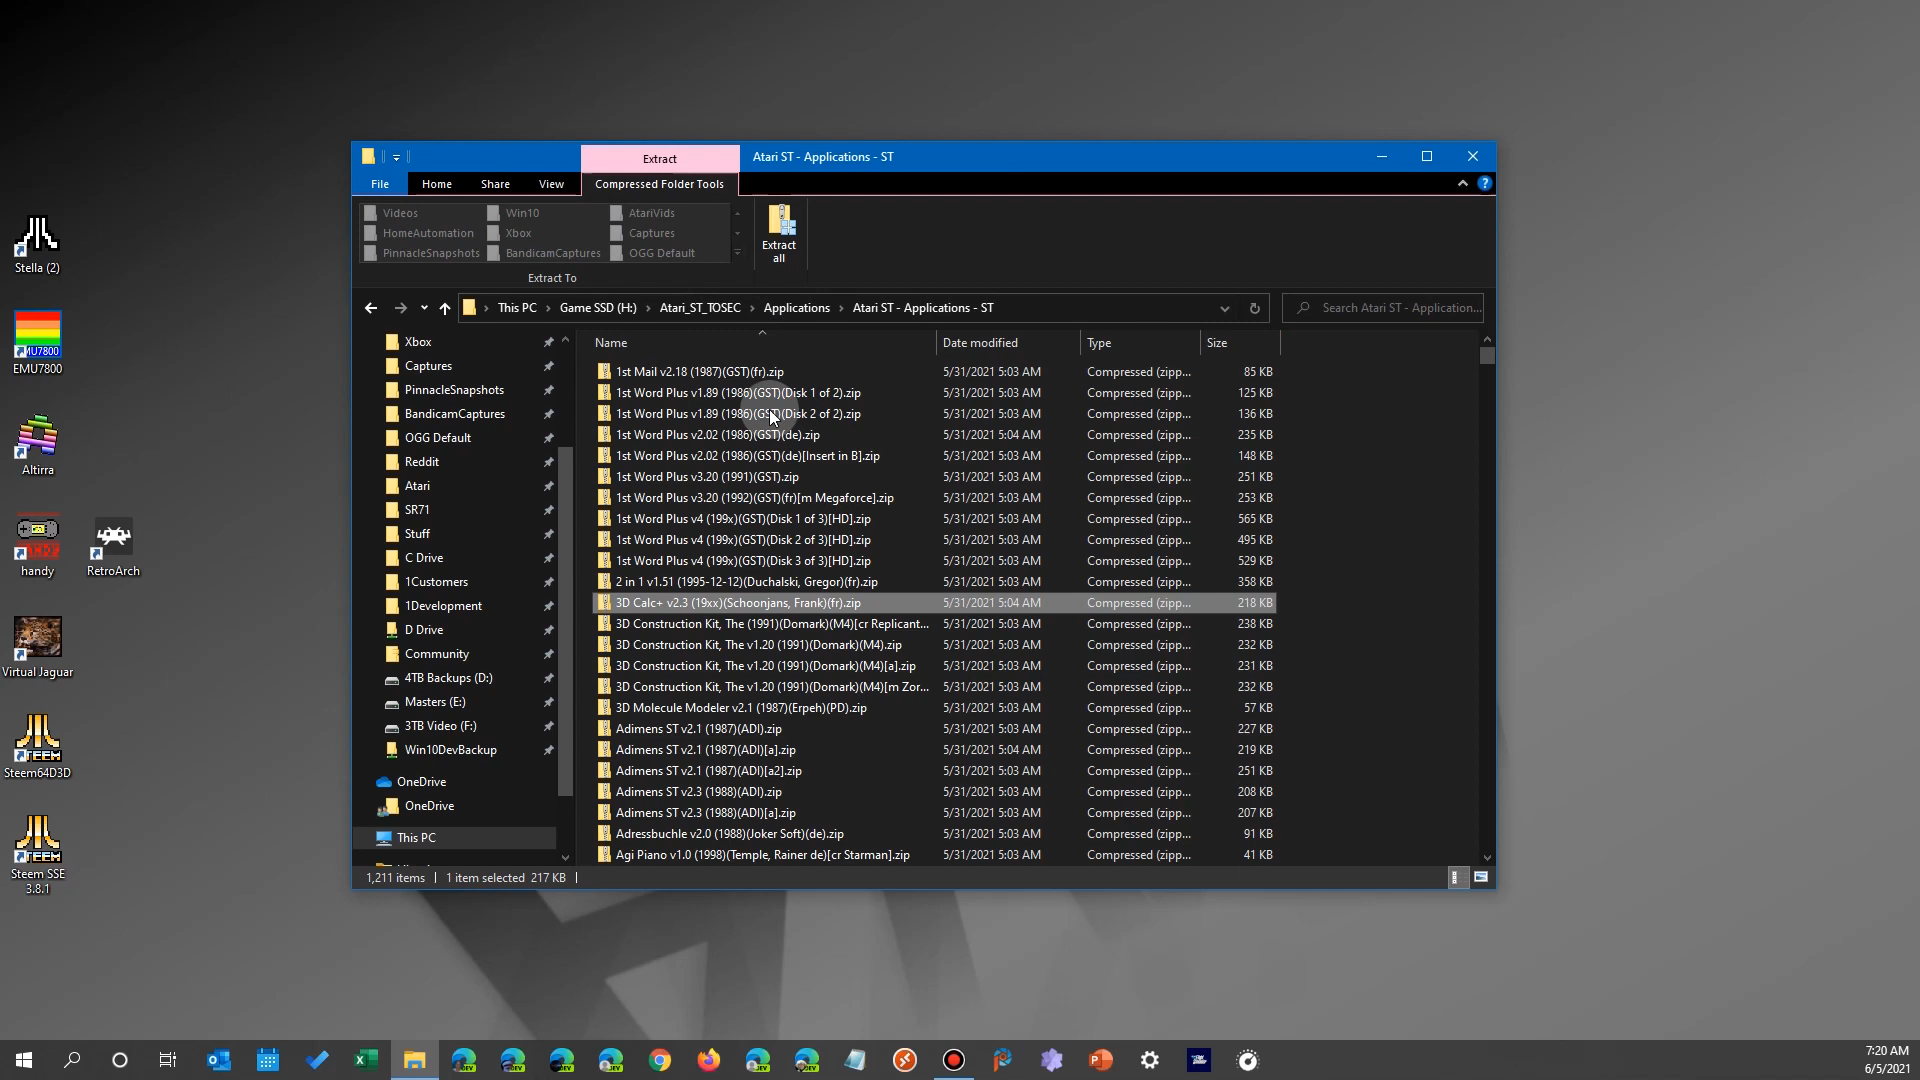 Extract
Atari ST - Applications - ST
File
Home
Share
View
Compressed Folder Tools
Videos
Win10
AtariVids
HomeAutomation
Xbox
Captures
PinnacleSnapshots
BandicamCaptures
OGG Default
Extract
all
Extract To
This PC
Game SSD (H:)
Atari_ST_TOSEC
Applications
Atari ST - Applications - ST
Search Atari ST - Application...
Name
Date modified
Type
Size
Xbox
Captures
PinnacleSnapshots
BandicamCaptures
OGG Default
Reddit
Atari
SR71
Stuff
C Drive
1Customers
1Development
D Drive
Community
4TB Backups (D:)
Masters (E:)
3TB Video (F:)
Win10DevBackup
OneDrive
OneDrive
This PC
1st Mail v2.18 (1987)(GST)(fr).zip 5/31/2021 5:03 AM Compressed (zipp... 85 KB
1st Word Plus v1.89 (1986)(GST)(Disk 1 of 2).zip 5/31/2021 5:03 AM Compressed (zipp... 125 KB
1st Word Plus v1.89 (1986)(GST)(Disk 2 of 2).zip 5/31/2021 5:03 AM Compressed (zipp... 136 KB
1st Word Plus v2.02 (1986)(GST)(de).zip 5/31/2021 5:04 AM Compressed (zipp... 235 KB
1st Word Plus v2.02 (1986)(GST)(de)[Insert in B].zip 5/31/2021 5:03 AM Compressed (zipp... 148 KB
1st Word Plus v3.20 (1991)(GST).zip 5/31/2021 5:03 AM Compressed (zipp... 251 KB
1st Word Plus v3.20 (1992)(GST)(fr)[m Megaforce].zip 5/31/2021 5:03 AM Compressed (zipp... 253 KB
1st Word Plus v4 (199x)(GST)(Disk 1 of 3)[HD].zip 5/31/2021 5:03 AM Compressed (zipp... 565 KB
1st Word Plus v4 (199x)(GST)(Disk 2 of 3)[HD].zip 5/31/2021 5:03 AM Compressed (zipp... 495 KB
1st Word Plus v4 (199x)(GST)(Disk 3 of 3)[HD].zip 5/31/2021 5:03 AM Compressed (zipp... 529 KB
2 in 1 v1.51 (1995-12-12)(Duchalski, Gregor)(fr).zip 5/31/2021 5:03 AM Compressed (zipp... 358 KB
3D Calc+ v2.3 (19xx)(Schoonjans, Frank)(fr).zip 5/31/2021 5:04 AM Compressed (zipp... 218 KB
3D Construction Kit, The (1991)(Domark)(M4)[cr Replicant... 5/31/2021 5:03 AM Compressed (zipp... 238 KB
3D Construction Kit, The v1.20 (1991)(Domark)(M4).zip 5/31/2021 5:03 AM Compressed (zipp... 232 KB
3D Construction Kit, The v1.20 (1991)(Domark)(M4)[a].zip 5/31/2021 5:03 AM Compressed (zipp... 231 KB
3D Construction Kit, The v1.20 (1991)(Domark)(M4)[m Zor... 5/31/2021 5:03 AM Compressed (zipp... 232 KB
3D Molecule Modeler v2.1 (1987)(Erpeh)(PD).zip 5/31/2021 5:03 AM Compressed (zipp... 57 KB
Adimens ST v2.1 (1987)(ADI).zip 5/31/2021 5:03 AM Compressed (zipp... 227 KB
Adimens ST v2.1 (1987)(ADI)[a].zip 5/31/2021 5:04 AM Compressed (zipp... 219 KB
Adimens ST v2.1 (1987)(ADI)[a2].zip 5/31/2021 5:03 AM Compressed (zipp... 251 KB
Adimens ST v2.3 (1988)(ADI).zip 5/31/2021 5:03 AM Compressed (zipp... 208 KB
Adimens ST v2.3 (1988)(ADI)[a].zip 5/31/2021 5:03 AM Compressed (zipp... 207 KB
Adressbuchle v2.0 (1988)(Joker Soft)(de).zip 5/31/2021 5:03 AM Compressed (zipp... 91 KB
Agi Piano v1.0 (1998)(Temple, Rainer de)[cr Starman].zip 5/31/2021 5:03 AM Compressed (zipp... 41 KB
1,211 items
1 item selected 217 KB
Stella (2)
EMU7800
Altirra
handy
RetroArch
Virtual Jaguar
STEEM
Steem64D3D
STEEM
Steem SSE
3.8.1
7:20 AM
6/5/2021